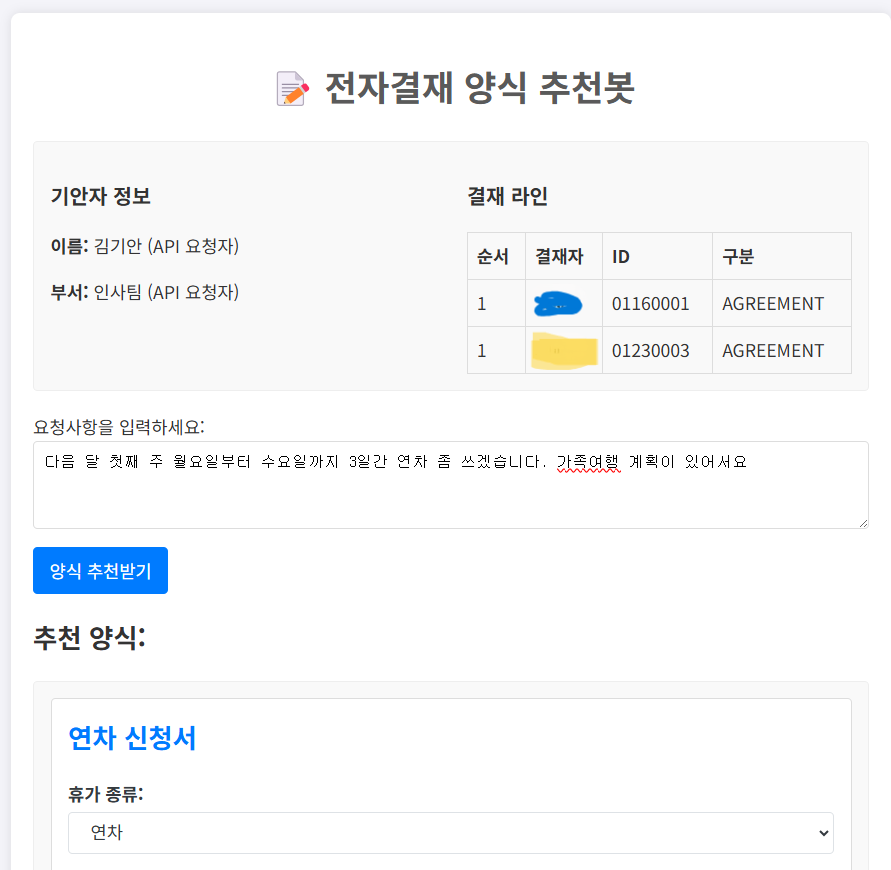 전자결재 양식 추천봇
기안자 정보
이름: 김기안 (API 요청자)
부서: 인사팀 (API 요청자)
결재 라인
순서 결재자 ID 구분
1 01160001 AGREEMENT
1 01230003 AGREEMENT
요청사항을 입력하세요:
다음 달 첫째 주 월요일부터 수요일까지 3일간 연차 좀 쓰겠습니다. 가족여행 계획이 있어서요
양식 추천받기
추천 양식:
연차 신청서
휴가 종류:
연차